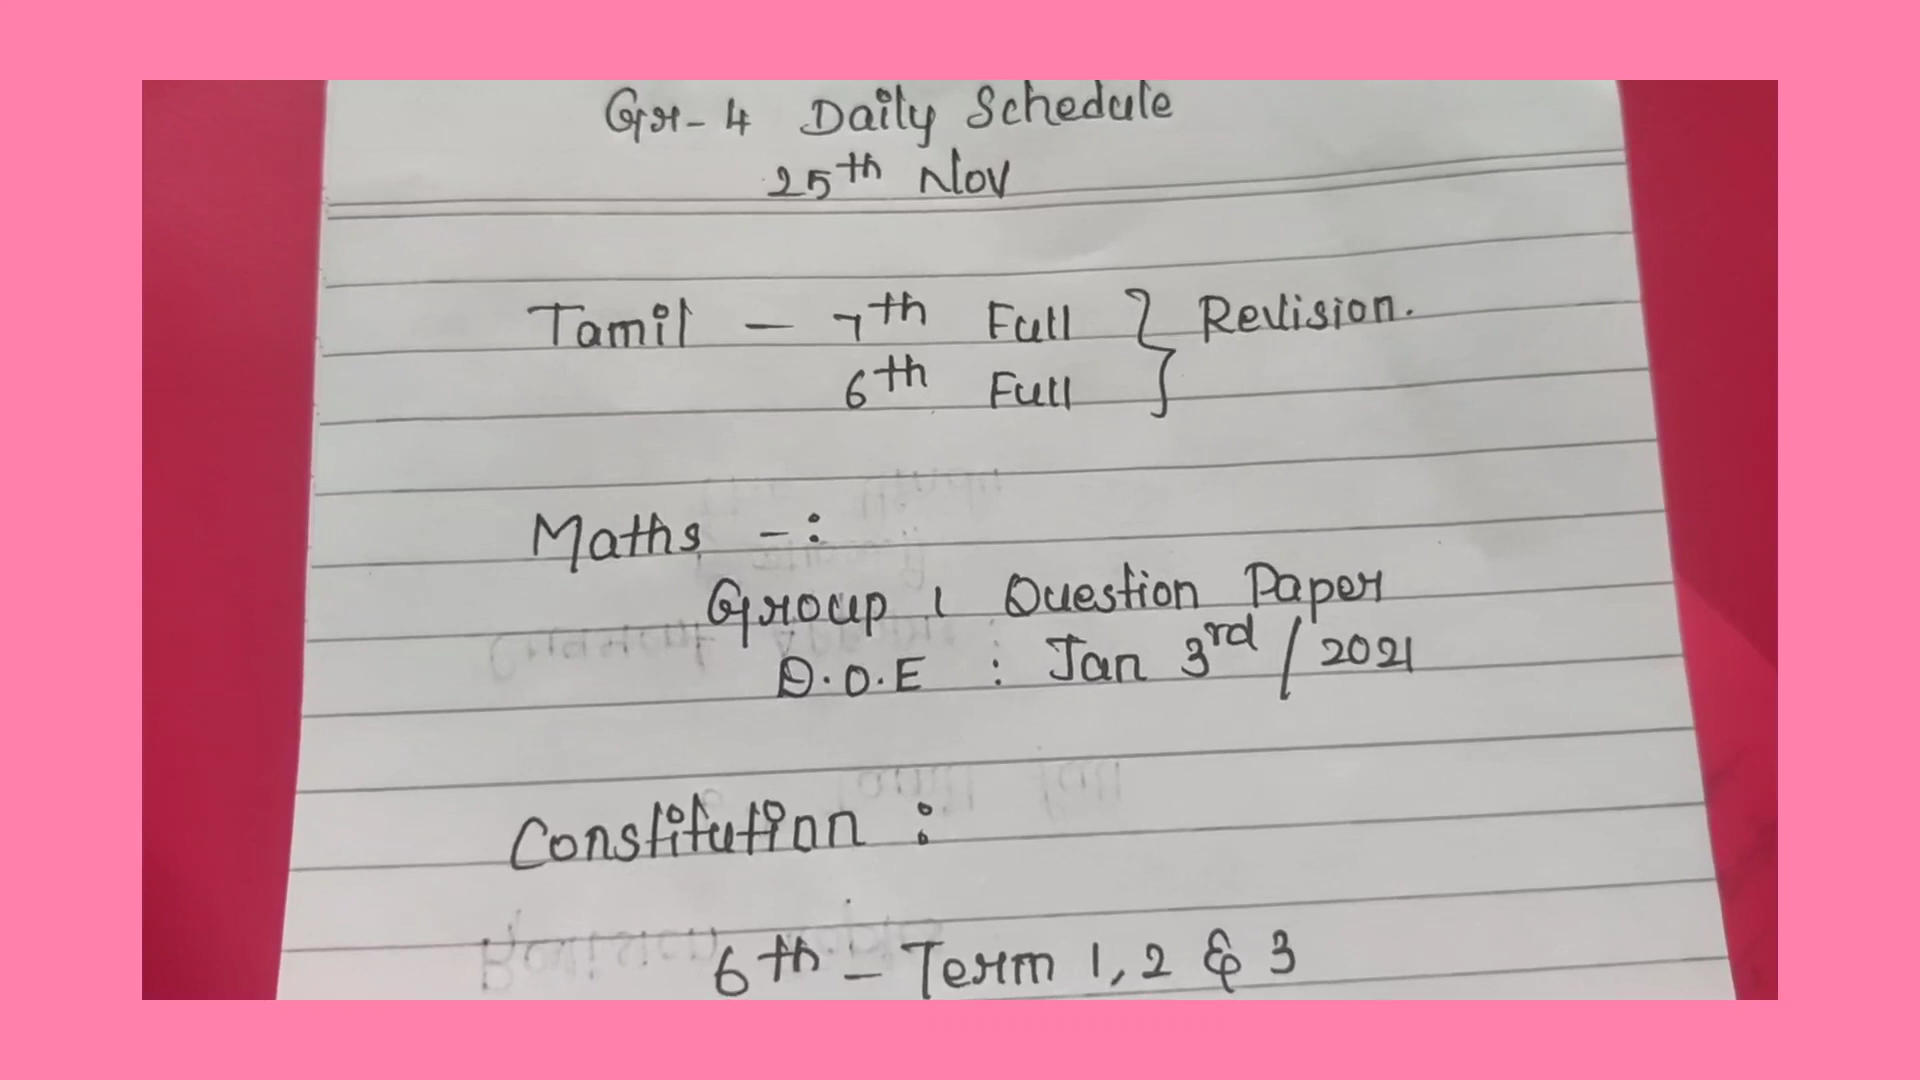 Gr-4 Daily Schedule
25th Nov
Tamil - 7th Full } Revision.
6th Full
Maths -:
Group 1 Question Paper
D.O.E : Jan 3rd / 2021
Constitution :
6th - Term 1, 2 & 3